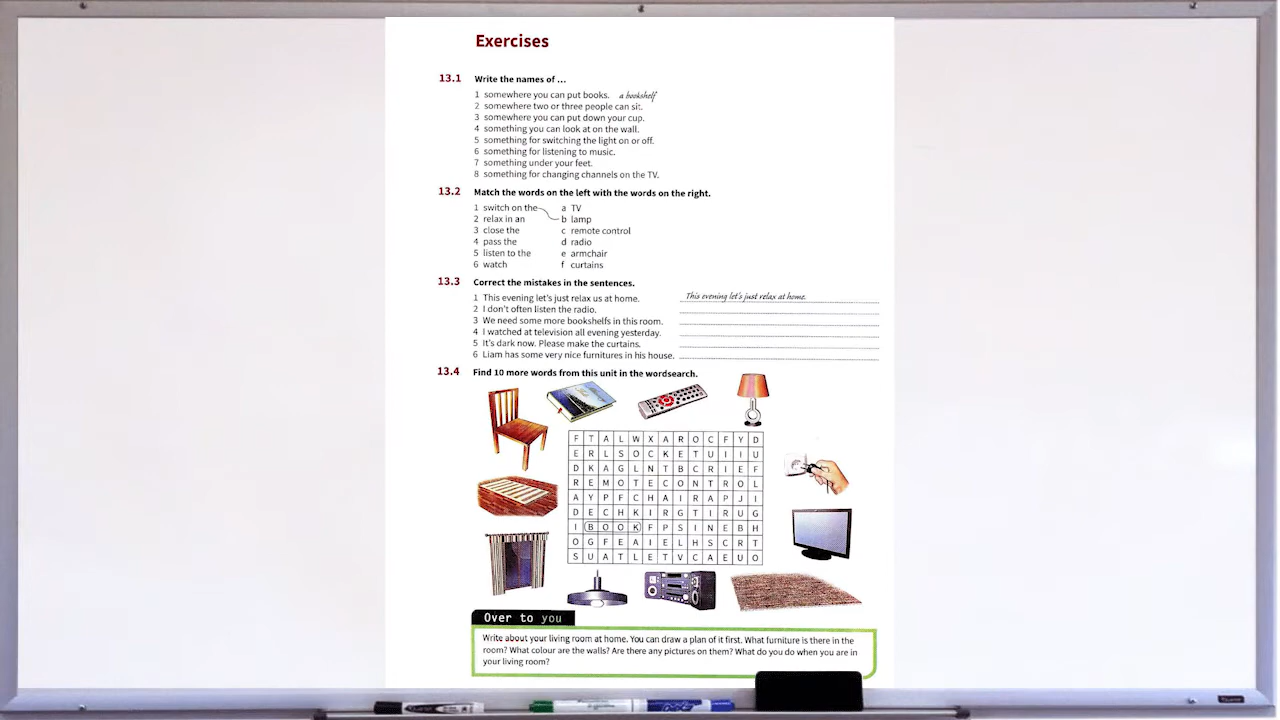 Exercises
13.1 Write the names of ...
1 somewhere you can put books. a bookshelf
2 somewhere two or three people can sit.
3 somewhere you can put down your cup.
4 something you can look at on the wall.
5 something for switching the light on or off.
6 something for listening to music.
7 something under your feet.
8 something for changing channels on the TV.
13.2 Match the words on the left with the words on the right.
1 switch on the a TV
2 relax in an b lamp
3 close the c remote control
4 pass the d radio
5 listen to the e armchair
6 watch f curtains
13.3 Correct the mistakes in the sentences.
1 This evening let's just relax us at home. This evening let's just relax at home.
2 I don't often listen the radio.
3 We need some more bookshelfs in this room.
4 I watched at television all evening yesterday.
5 It's dark now. Please make the curtains.
6 Liam has some very nice furnitures in his house.
13.4 Find 10 more words from this unit in the wordsearch.
F T A L W X A R O C F Y D
E R L S O C K E T U I I U
D K A G L N T B C R I E F
R E M O T E C O N T R O L
A Y P F C H A I R A P J I
D E C H K I R G T I R U G
I B O O K F P S I N E B H
O G F E A I E L H S C R T
S U A T L E T V C A E U O
Over to you
Write about your living room at home. You can draw a plan of it first. What furniture is there in the
room? What colour are the walls? Are there any pictures on them? What do you do when you are in
your living room?